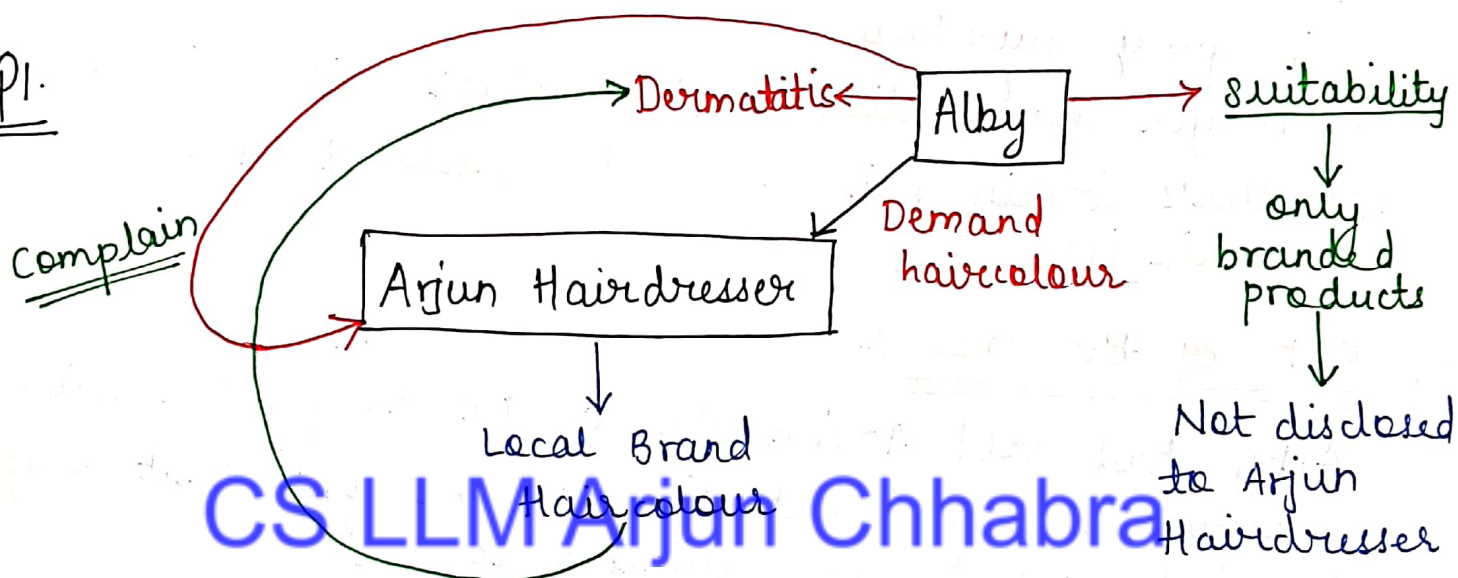 P1.
Dermatitis
Alby
suitability
Complain
Demand
haircolour
only
branded
products
Arjun Hairdresser
Local Brand
Haircolour
Not disclosed
to Arjun
Hairdresser
CS LLM Arjun Chhabra